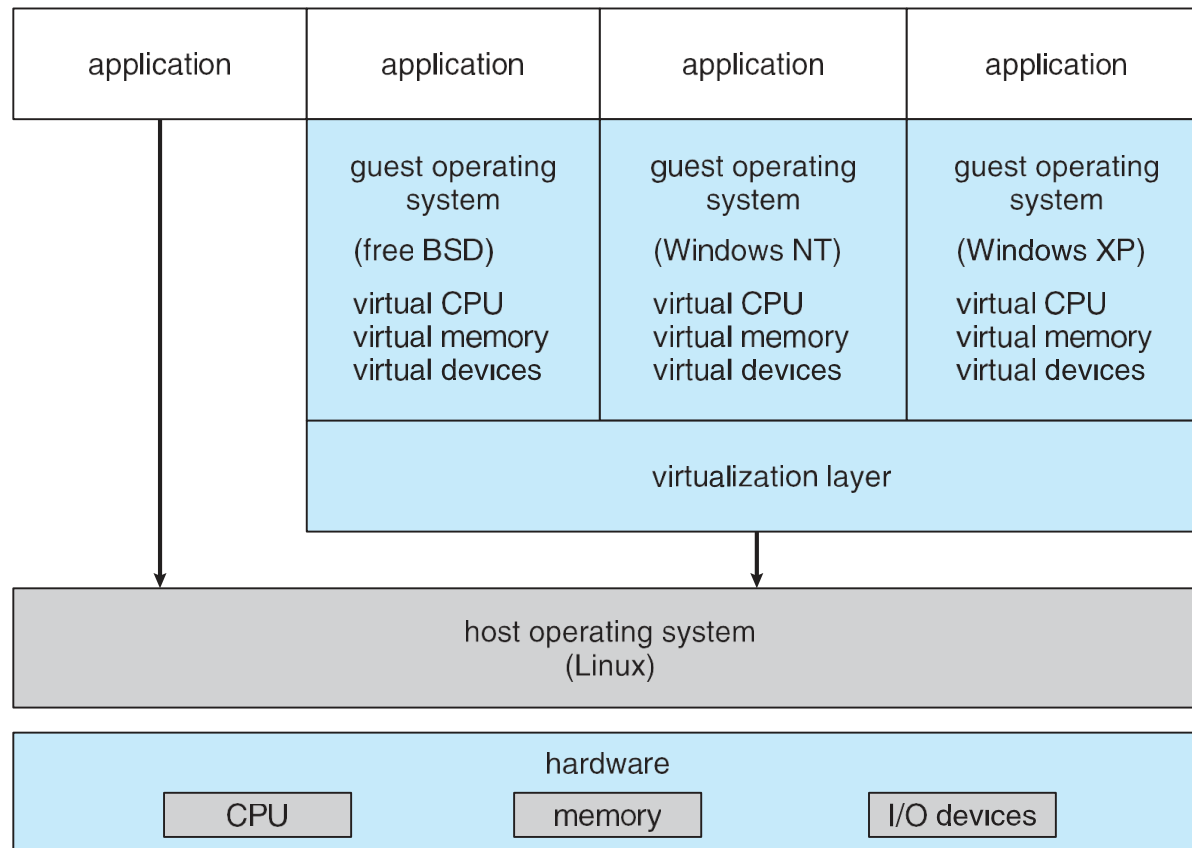 application
application
application
application
guest operating
system
(free BSD)
virtual CPU
virtual memory
virtual devices
guest operating
system
(Windows NT)
virtual CPU
virtual memory
virtual devices
guest operating
system
(Windows XP)
virtual CPU
virtual memory
virtual devices
virtualization layer
host operating system
(Linux)
hardware
CPU
memory
I/O devices